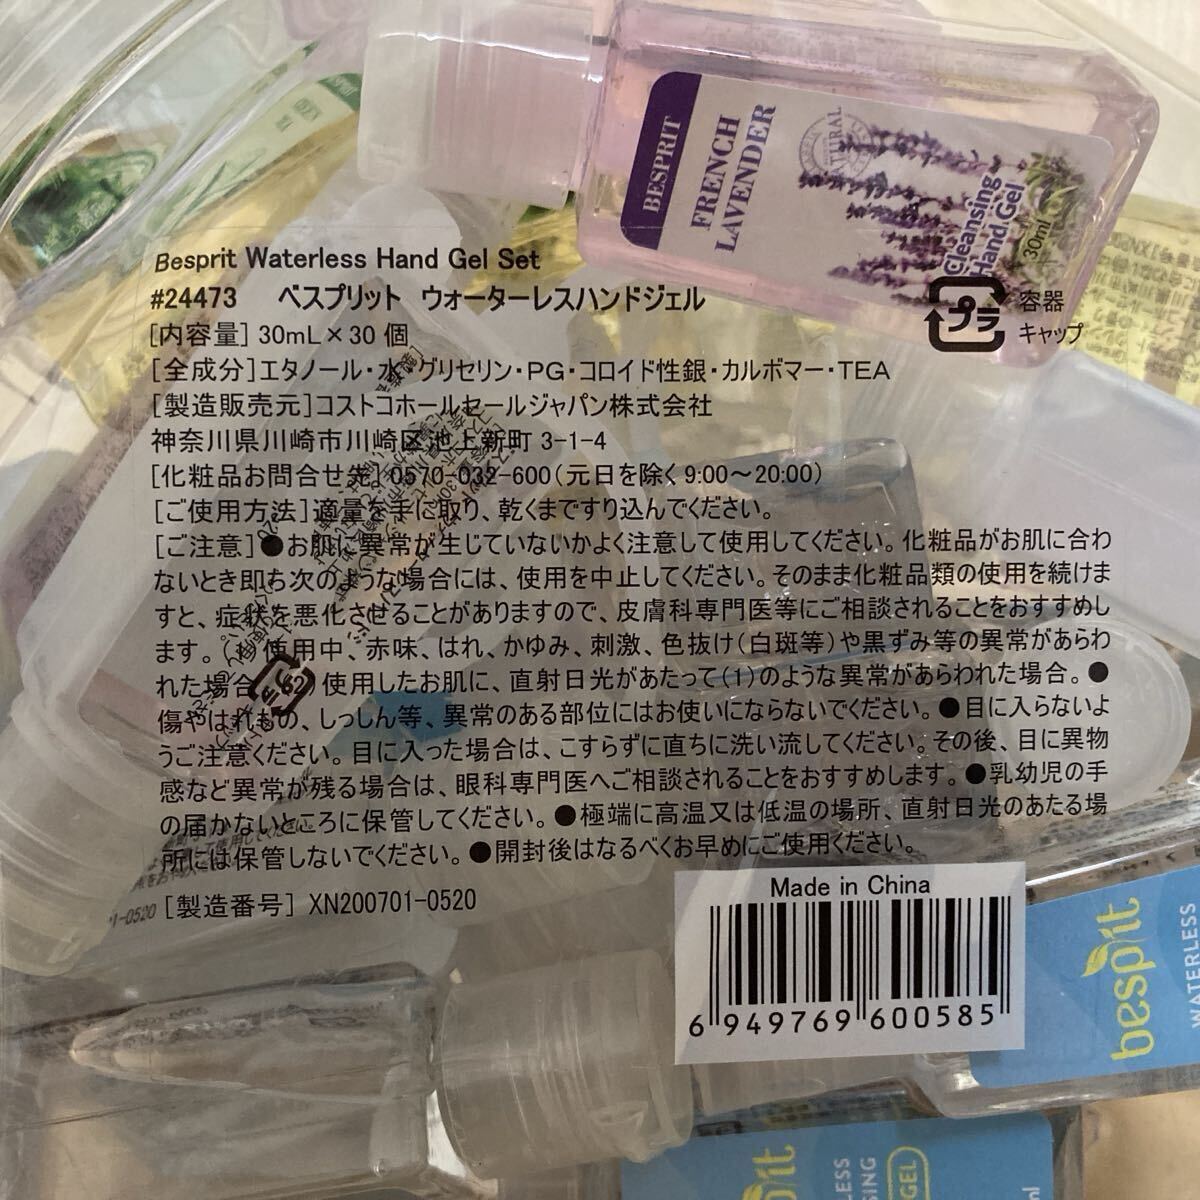 BESPRIT
FRENCH
LAVENDER
NATURAL
Cleansing
Hand Gel
30ml
Besprit Waterless Hand Gel Set
#24473 ベスプリット ウォーターレスハンドジェル
プラ
容器
キャップ
[内容量] 30mL×30個
[全成分]エタノール・水・グリセリン・PG・コロイド性銀・カルボマー・TEA
[製造販売元]コストコホールセールジャパン株式会社
神奈川県川崎市川崎区池上新町 3-1-4
[化粧品お問合せ先] 0570-032-600(元日を除く 9:00〜20:00)
[ご使用方法]適量を手に取り、乾くまですり込んでください。
[ご注意]●お肌に異常が生じていないかよく注意して使用してください。化粧品がお肌に合わ
ないとき即ち次のような場合には、使用を中止してください。そのまま化粧品類の使用を続けま
すと、症状を悪化させることがありますので、皮膚科専門医等にご相談されることをおすすめし
ます。(1)使用中、赤味、はれ、かゆみ、刺激、色抜け(白斑等)や黒ずみ等の異常があらわ
れた場合。(2)使用したお肌に、直射日光があたって(1)のような異常があらわれた場合。●
傷やはれもの、しっしん等、異常のある部位にはお使いにならないでください。●目に入らないよ
うご注意ください。目に入った場合は、こすらずに直ちに洗い流してください。その後、目に異物
感など異常が残る場合は、眼科専門医へご相談されることをおすすめします。●乳幼児の手
の届かないところに保管してください。●極端に高温又は低温の場所、直射日光のあたる場
所には保管しないでください。●開封後はなるべくお早めにご使用ください。
[製造番号] XN200701-0520
Made in China
6 949769 600585
besprit
WATERLESS
besprit
GEL